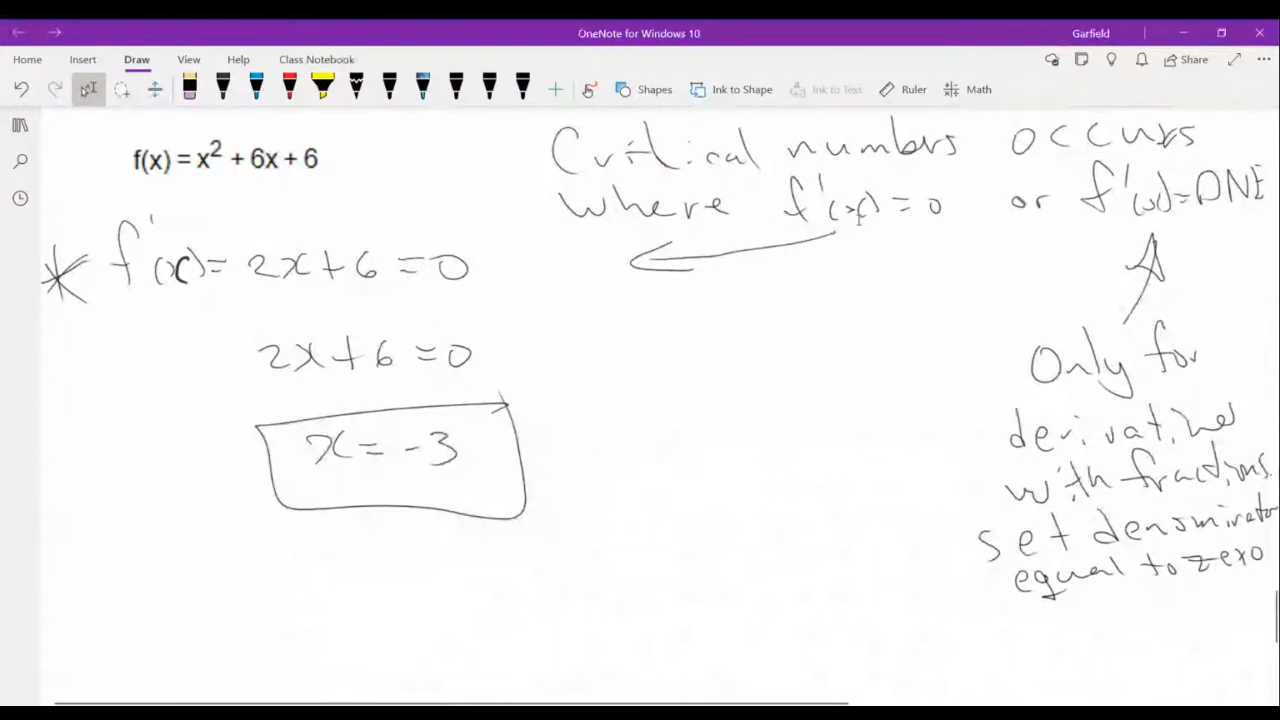 OneNote for Windows 10
Garfield
Home Insert Draw View Help Class Notebook
Share
Shapes Ink to Shape Ink to Text Ruler Math
f(x) = x² + 6x + 6
Critical numbers occurs
where f'(x) = 0 or f'(x) = DNE
f'(x) = 2x + 6 = 0
2x + 6 = 0
x = -3
Only for
derivative
with fractions.
set denominator
equal to zero